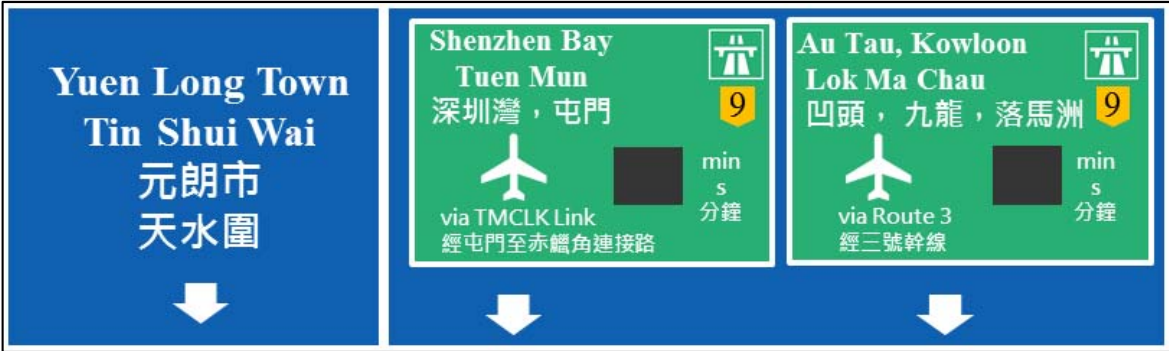 Yuen Long Town
Tin Shui Wai
元朗市
天水圍
Shenzhen Bay
Tuen Mun
深圳灣，屯門
9
min
s
分鐘
via TMCLK Link
經屯門至赤鱲角連接路
Au Tau, Kowloon
Lok Ma Chau
凹頭， 九龍，落馬洲
9
min
s
分鐘
via Route 3
經三號幹線